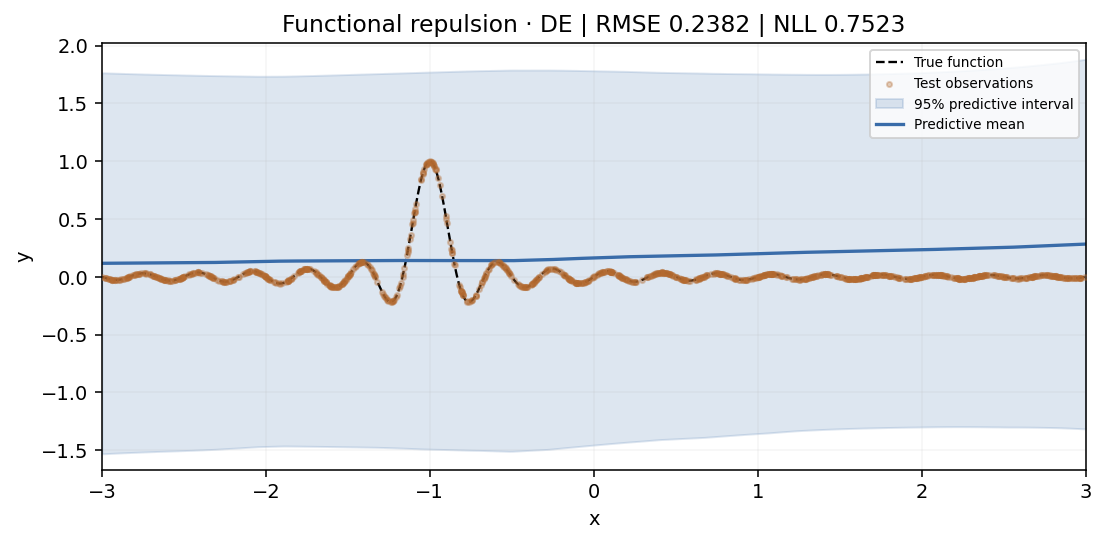 Functional repulsion · DE | RMSE 0.2382 | NLL 0.7523
True function
Test observations
95% predictive interval
Predictive mean
y
2.0
1.5
1.0
0.5
0.0
−0.5
−1.0
−1.5
−3 −2 −1 0 1 2 3
x